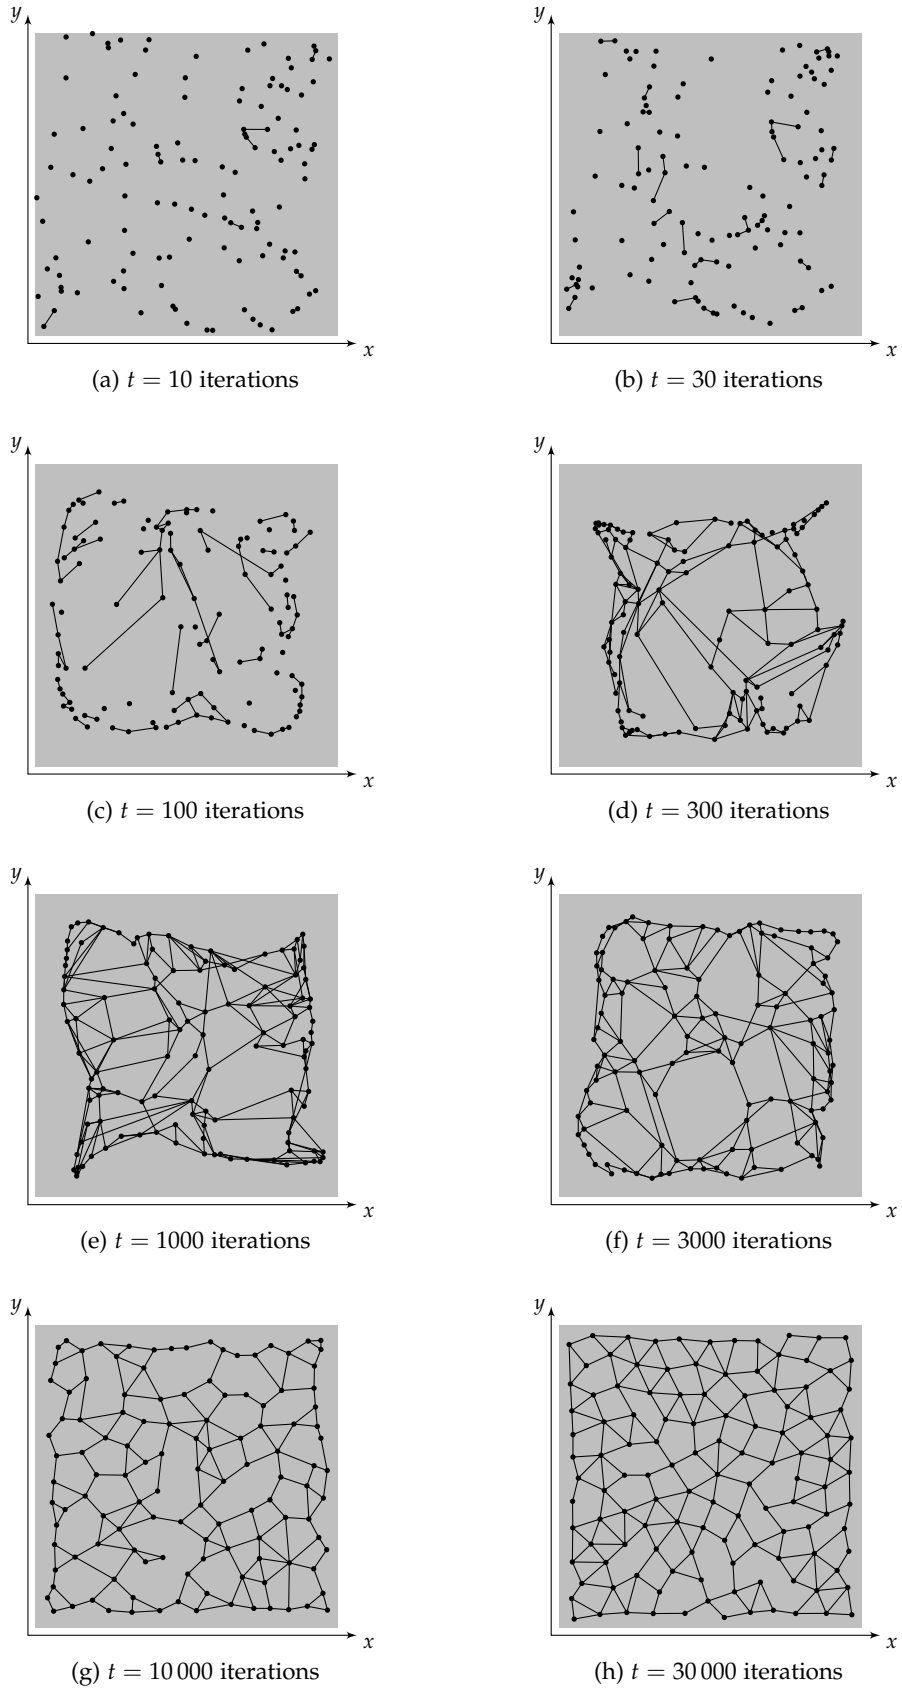 y y
x x
(a) t = 10 iterations (b) t = 30 iterations
y y
x x
(c) t = 100 iterations (d) t = 300 iterations
y y
x x
(e) t = 1000 iterations (f) t = 3000 iterations
y y
x x
(g) t = 10 000 iterations (h) t = 30 000 iterations